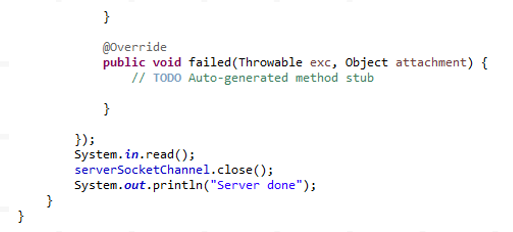 }
@Override
public void failed(Throwable exc, Object attachment) {
// TODO Auto-generated method stub
}
});
System.in.read();
serverSocketChannel.close();
System.out.println("Server done");
}
}